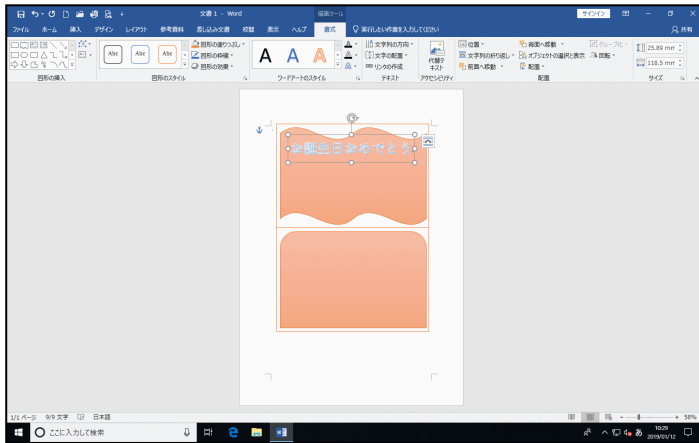 文書 1 - Word
描画ツール
サインイン
ファイル ホーム 挿入 デザイン レイアウト 参考資料 差し込み文書 校閲 表示 ヘルプ 書式 実行したい作業を入力してください 共有
Abc Abc Abc
図形の塗りつぶし
図形の枠線
図形の効果
A A A
文字列の方向
文字の配置
リンクの作成
代替テ
キスト
位置
文字列の折り返し
前面へ移動
背面へ移動
オブジェクトの選択と表示
配置
グループ化
回転
25.89 mm
118.5 mm
図形の挿入 図形のスタイル ワードアートのスタイル テキスト アクセシビリティ 配置 サイズ
お誕生日おめでとう
1/1 ページ 9/9 文字 日本語
58%
ここに入力して検索
あ
10:29
2019/01/12